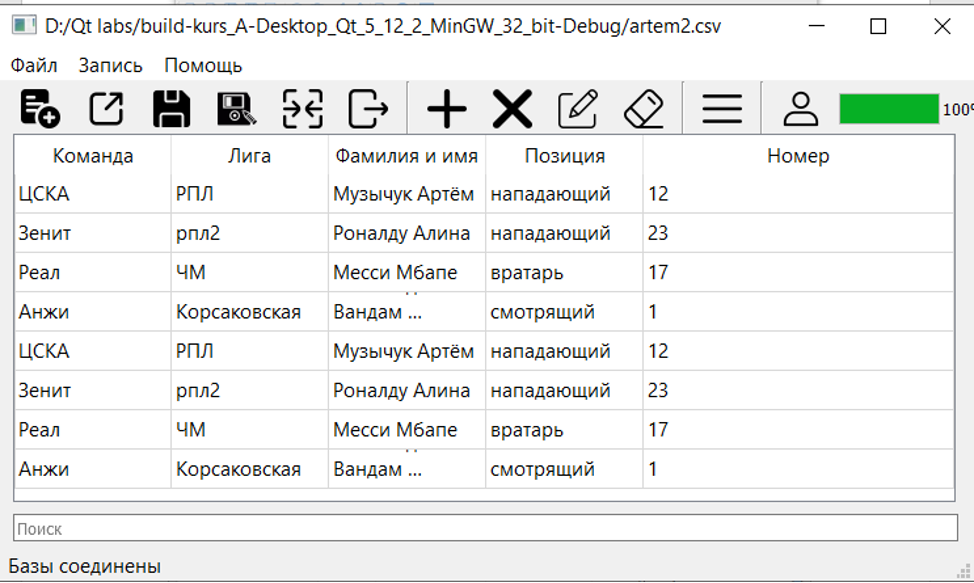 D:/Qt labs/build-kurs_A-Desktop_Qt_5_12_2_MinGW_32_bit-Debug/artem2.csv
Файл Запись Помощь
100%
Команда Лига Фамилия и имя Позиция Номер
ЦСКА РПЛ Музычук Артём нападающий 12
Зенит рпл2 Роналду Алина нападающий 23
Реал ЧМ Месси Мбапе вратарь 17
Анжи Корсаковская Вандам ... смотрящий 1
ЦСКА РПЛ Музычук Артём нападающий 12
Зенит рпл2 Роналду Алина нападающий 23
Реал ЧМ Месси Мбапе вратарь 17
Анжи Корсаковская Вандам ... смотрящий 1
Поиск
Базы соединены